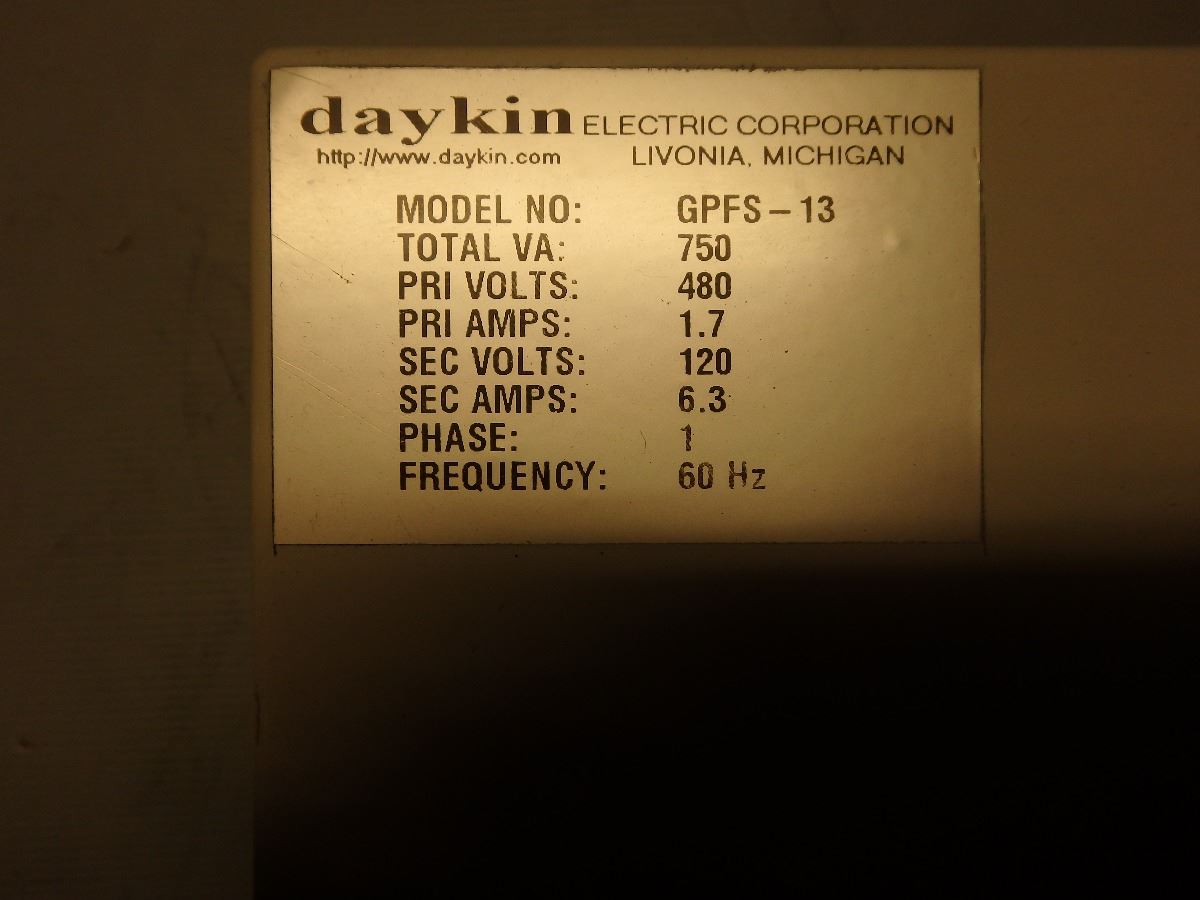 daykin ELECTRIC CORPORATION
http://www.daykin.com LIVONIA, MICHIGAN
MODEL NO: GPFS-13
TOTAL VA: 750
PRI VOLTS: 480
PRI AMPS: 1.7
SEC VOLTS: 120
SEC AMPS: 6.3
PHASE: 1
FREQUENCY: 60 Hz